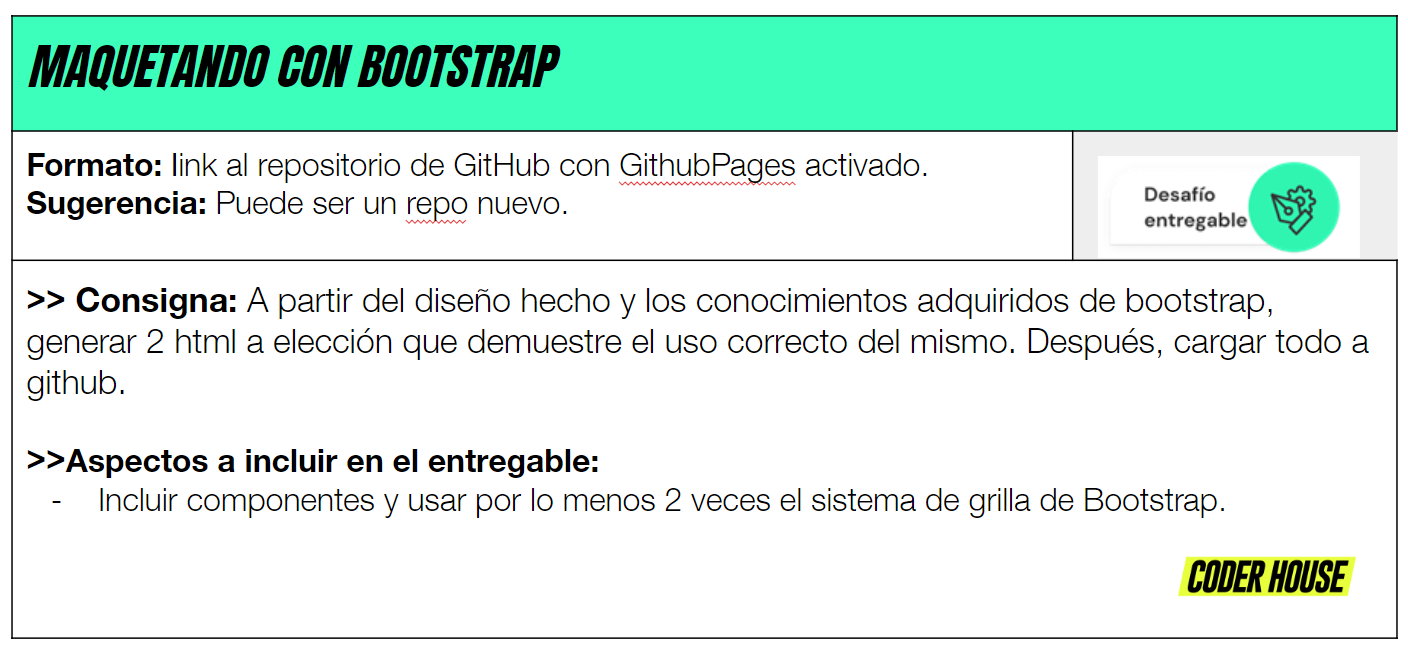 MAQUETANDO CON BOOTSTRAP
Formato: link al repositorio de GitHub con GithubPages activado.
Sugerencia: Puede ser un repo nuevo.
Desafío
entregable
>> Consigna: A partir del diseño hecho y los conocimientos adquiridos de bootstrap,
generar 2 html a elección que demuestre el uso correcto del mismo. Después, cargar todo a
github.
>>Aspectos a incluir en el entregable:
- Incluir componentes y usar por lo menos 2 veces el sistema de grilla de Bootstrap.
CODER HOUSE